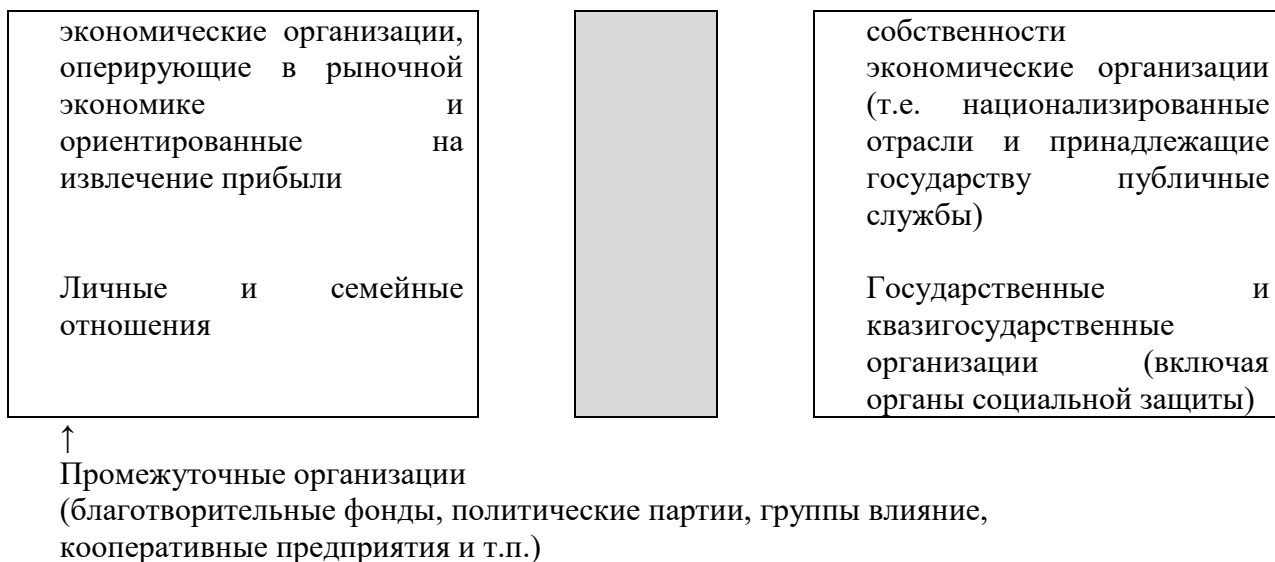 экономические организации,
оперирующие в рыночной
экономике и
ориентированные на
извлечение прибыли
Личные и семейные
отношения
собственности
экономические организации
(т.е. национализированные
отрасли и принадлежащие
государству публичные
службы)
Государственные и
квазигосударственные
организации (включая
органы социальной защиты)
↑
Промежуточные организации
(благотворительные фонды, политические партии, группы влияние,
кооперативные предприятия и т.п.)